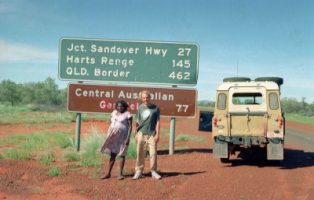 Jct. Sandover Hwy 27
Harts Range 145
QLD. Border 462
Central Australian
77